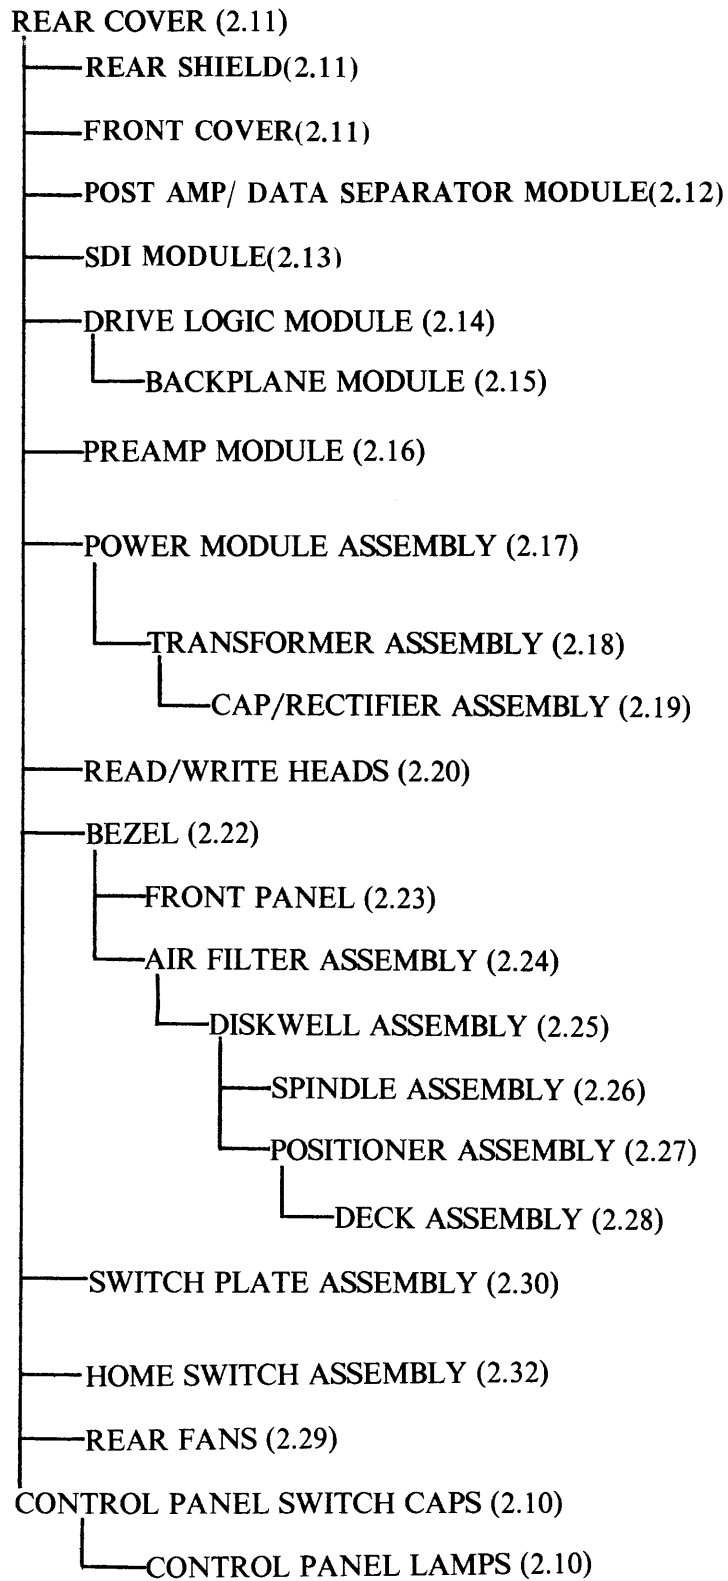 REAR COVER (2.11)
REAR SHIELD(2.11)
FRONT COVER(2.11)
POST AMP/ DATA SEPARATOR MODULE(2.12)
SDI MODULE(2.13)
DRIVE LOGIC MODULE (2.14)
BACKPLANE MODULE (2.15)
PREAMP MODULE (2.16)
POWER MODULE ASSEMBLY (2.17)
TRANSFORMER ASSEMBLY (2.18)
CAP/RECTIFIER ASSEMBLY (2.19)
READ/WRITE HEADS (2.20)
BEZEL (2.22)
FRONT PANEL (2.23)
AIR FILTER ASSEMBLY (2.24)
DISKWELL ASSEMBLY (2.25)
SPINDLE ASSEMBLY (2.26)
POSITIONER ASSEMBLY (2.27)
DECK ASSEMBLY (2.28)
SWITCH PLATE ASSEMBLY (2.30)
HOME SWITCH ASSEMBLY (2.32)
REAR FANS (2.29)
CONTROL PANEL SWITCH CAPS (2.10)
CONTROL PANEL LAMPS (2.10)